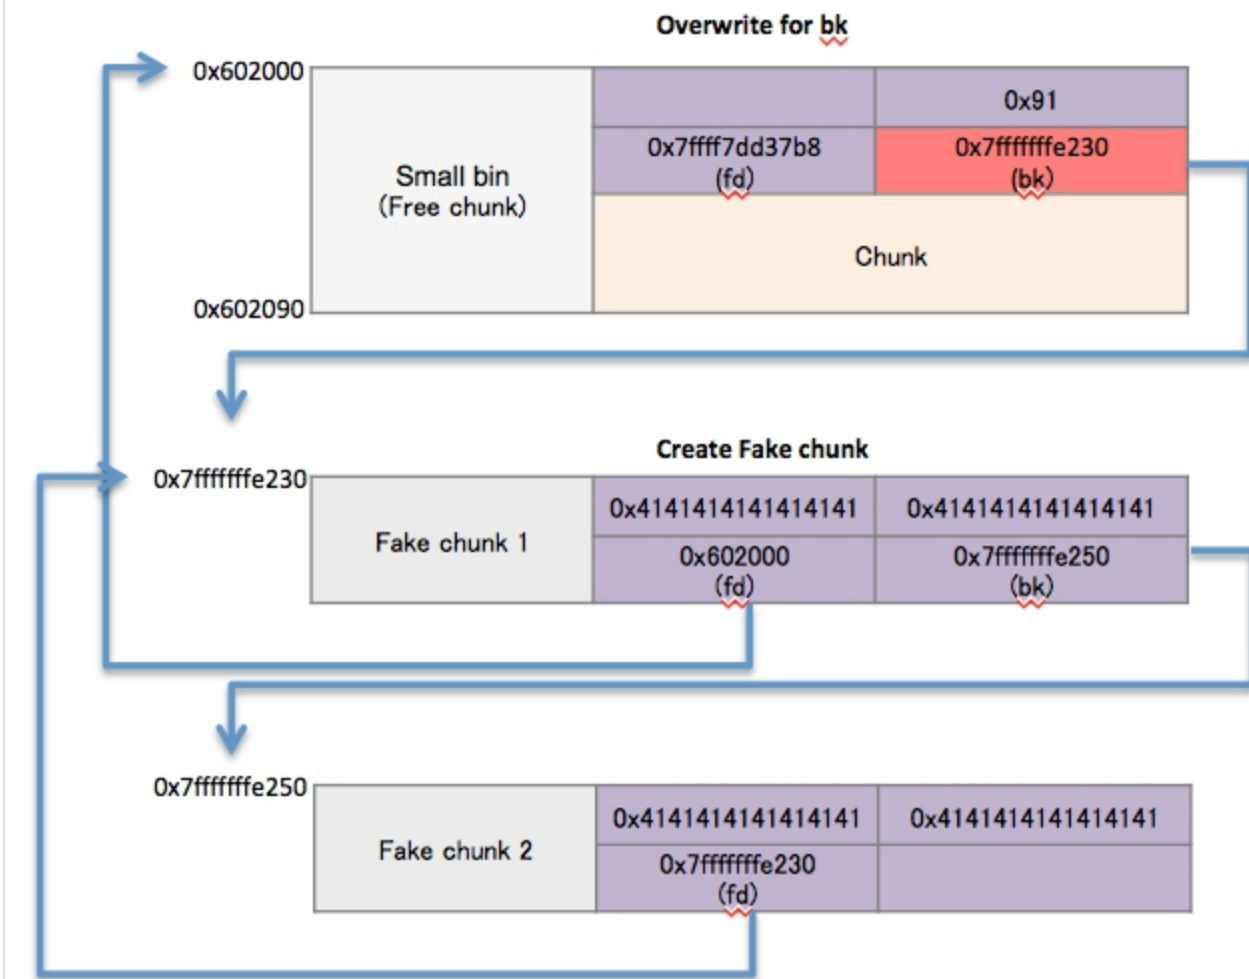 Overwrite for bk
0x602000
0x91
0x7ffff7dd37b8
(fd)
0x7fffffffe230
(bk)
Small bin
(Free chunk)
Chunk
0x602090
Create Fake chunk
0x7fffffffe230
Fake chunk 1
0x4141414141414141
0x4141414141414141
0x602000
(fd)
0x7fffffffe250
(bk)
0x7fffffffe250
Fake chunk 2
0x4141414141414141
0x4141414141414141
0x7fffffffe230
(fd)